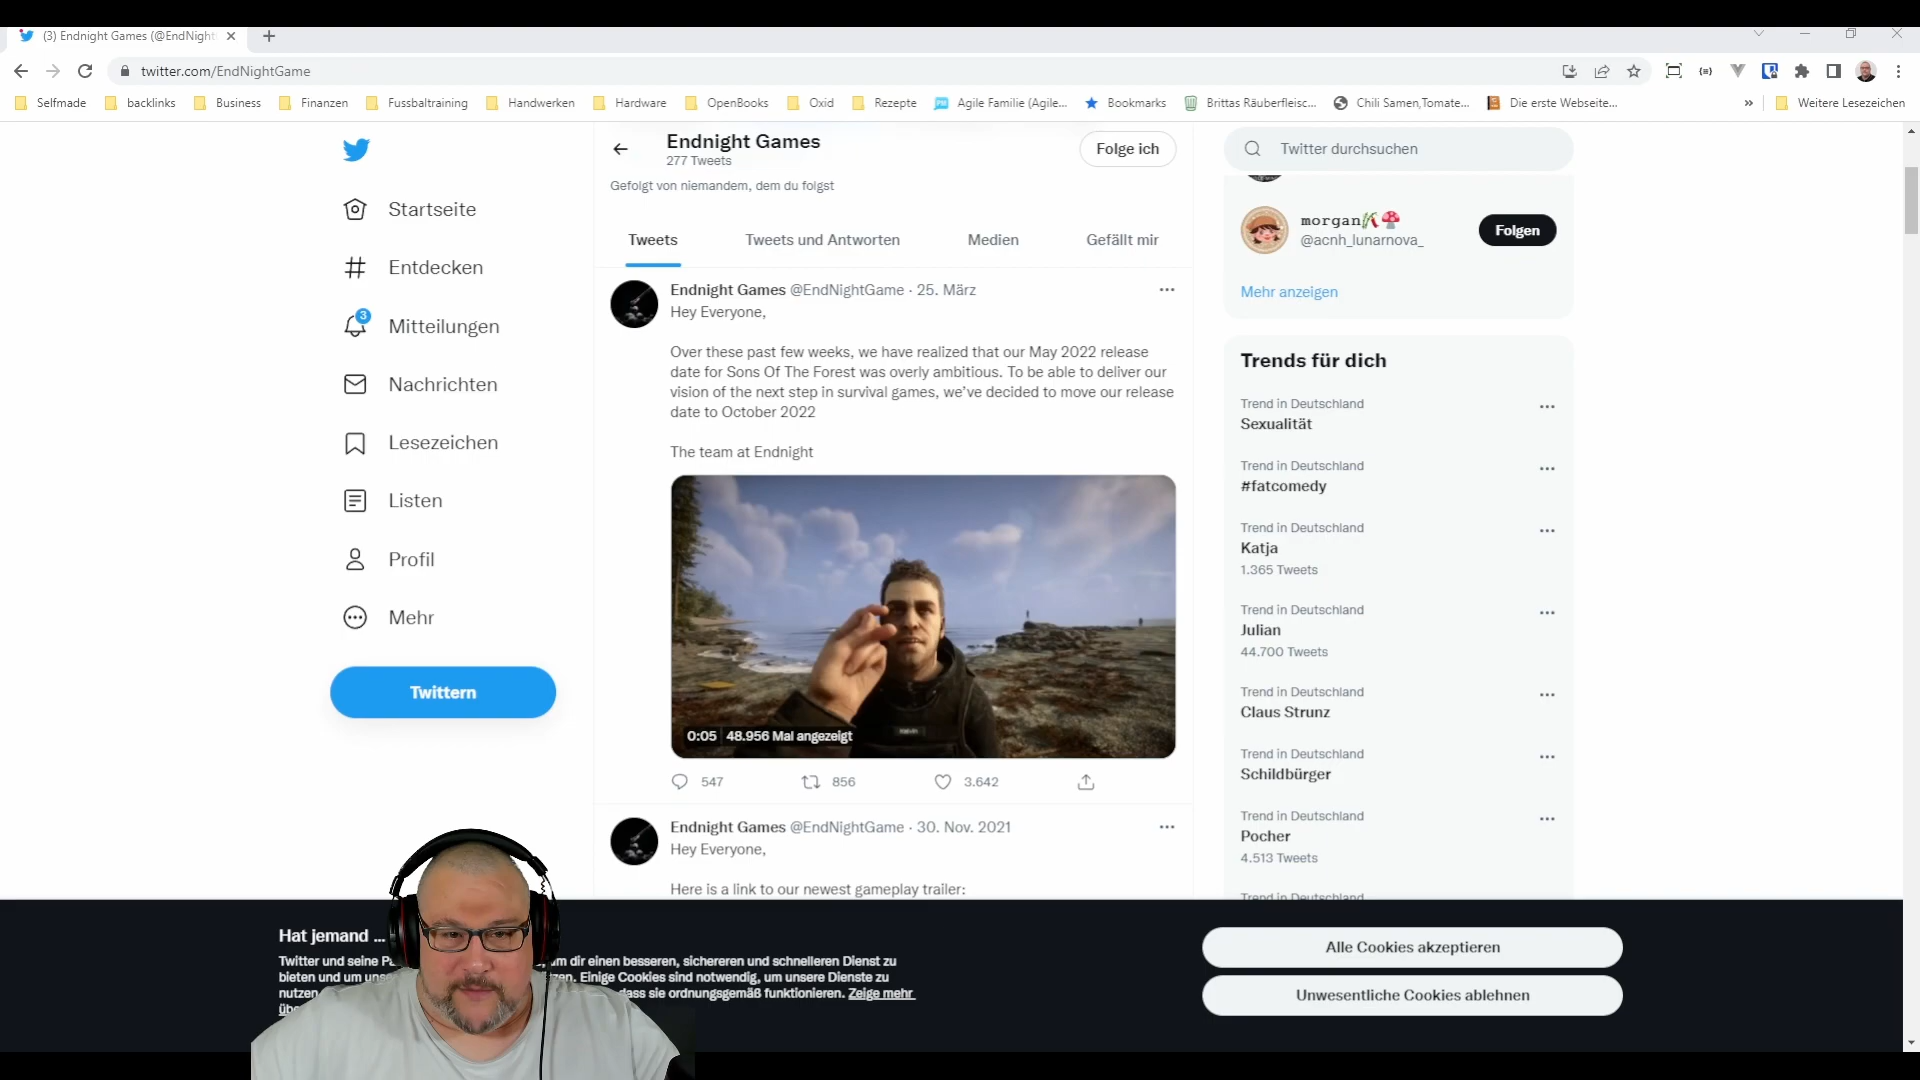 (3) Endnight Games (@EndNight
twitter.com/EndNightGame
Selfmade
backlinks
Business
Finanzen
Fussballtraining
Handwerken
Hardware
OpenBooks
Oxid
Rezepte
Agile Familie (Agile...
Bookmarks
Brittas Räuberfleisc...
Chili Samen,Tomate...
Die erste Webseite...
»
Weitere Lesezeichen
Startseite
Entdecken
3
Mitteilungen
Nachrichten
Lesezeichen
Listen
Profil
Mehr
Twittern
Endnight Games
277 Tweets
Folge ich
Gefolgt von niemandem, dem du folgst
Tweets
Tweets und Antworten
Medien
Gefällt mir
Endnight Games @EndNightGame · 25. März
Hey Everyone,
Over these past few weeks, we have realized that our May 2022 release
date for Sons Of The Forest was overly ambitious. To be able to deliver our
vision of the next step in survival games, we've decided to move our release
date to October 2022
The team at Endnight
0:05 48.956 Mal angezeigt
547
856
3.642
Endnight Games @EndNightGame · 30. Nov. 2021
Hey Everyone,
Here is a link to our newest gameplay trailer:
Twitter durchsuchen
morgan
@acnh_lunarnova_
Folgen
Mehr anzeigen
Trends für dich
Trend in Deutschland
Sexualität
Trend in Deutschland
#fatcomedy
Trend in Deutschland
Katja
1.365 Tweets
Trend in Deutschland
Julian
44.700 Tweets
Trend in Deutschland
Claus Strunz
Trend in Deutschland
Schildbürger
Trend in Deutschland
Pocher
4.513 Tweets
Trend in Deutschland
Hat jemand ...
Twitter und seine dir einen besseren, sichereren und schnelleren Dienst zu
bieten und um Einige Cookies sind notwendig, um unsere Dienste zu
nutzen dass sie ordnungsgemäß funktionieren. Zeige mehr
Alle Cookies akzeptieren
Unwesentliche Cookies ablehnen